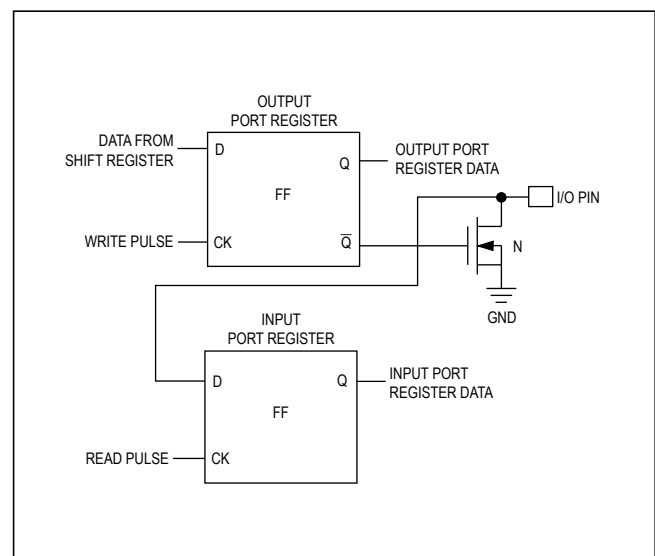 OUTPUT
PORT REGISTER
DATA FROM
SHIFT REGISTER
D
Q
OUTPUT PORT
REGISTER DATA
FF
I/O PIN
WRITE PULSE
CK
Q̅
N
GND
INPUT
PORT REGISTER
D
Q
INPUT PORT
REGISTER DATA
FF
READ PULSE
CK